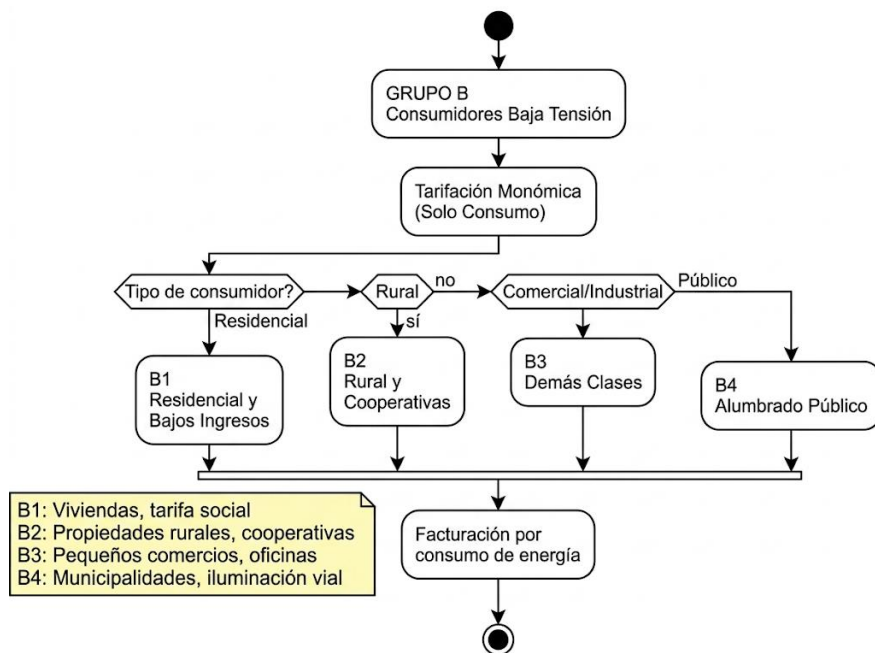 GRUPO B
Consumidores Baja Tensión
Tarifación Monómica
(Solo Consumo)
Tipo de consumidor?
Rural
no
Comercial/Industrial
Público
Residencial
sí
B1
Residencial y
Bajos Ingresos
B2
Rural y
Cooperativas
B3
Demás Clases
B4
Alumbrado Público
B1: Viviendas, tarifa social
B2: Propiedades rurales, cooperativas
B3: Pequeños comercios, oficinas
B4: Municipalidades, iluminación vial
Facturación por
consumo de energía